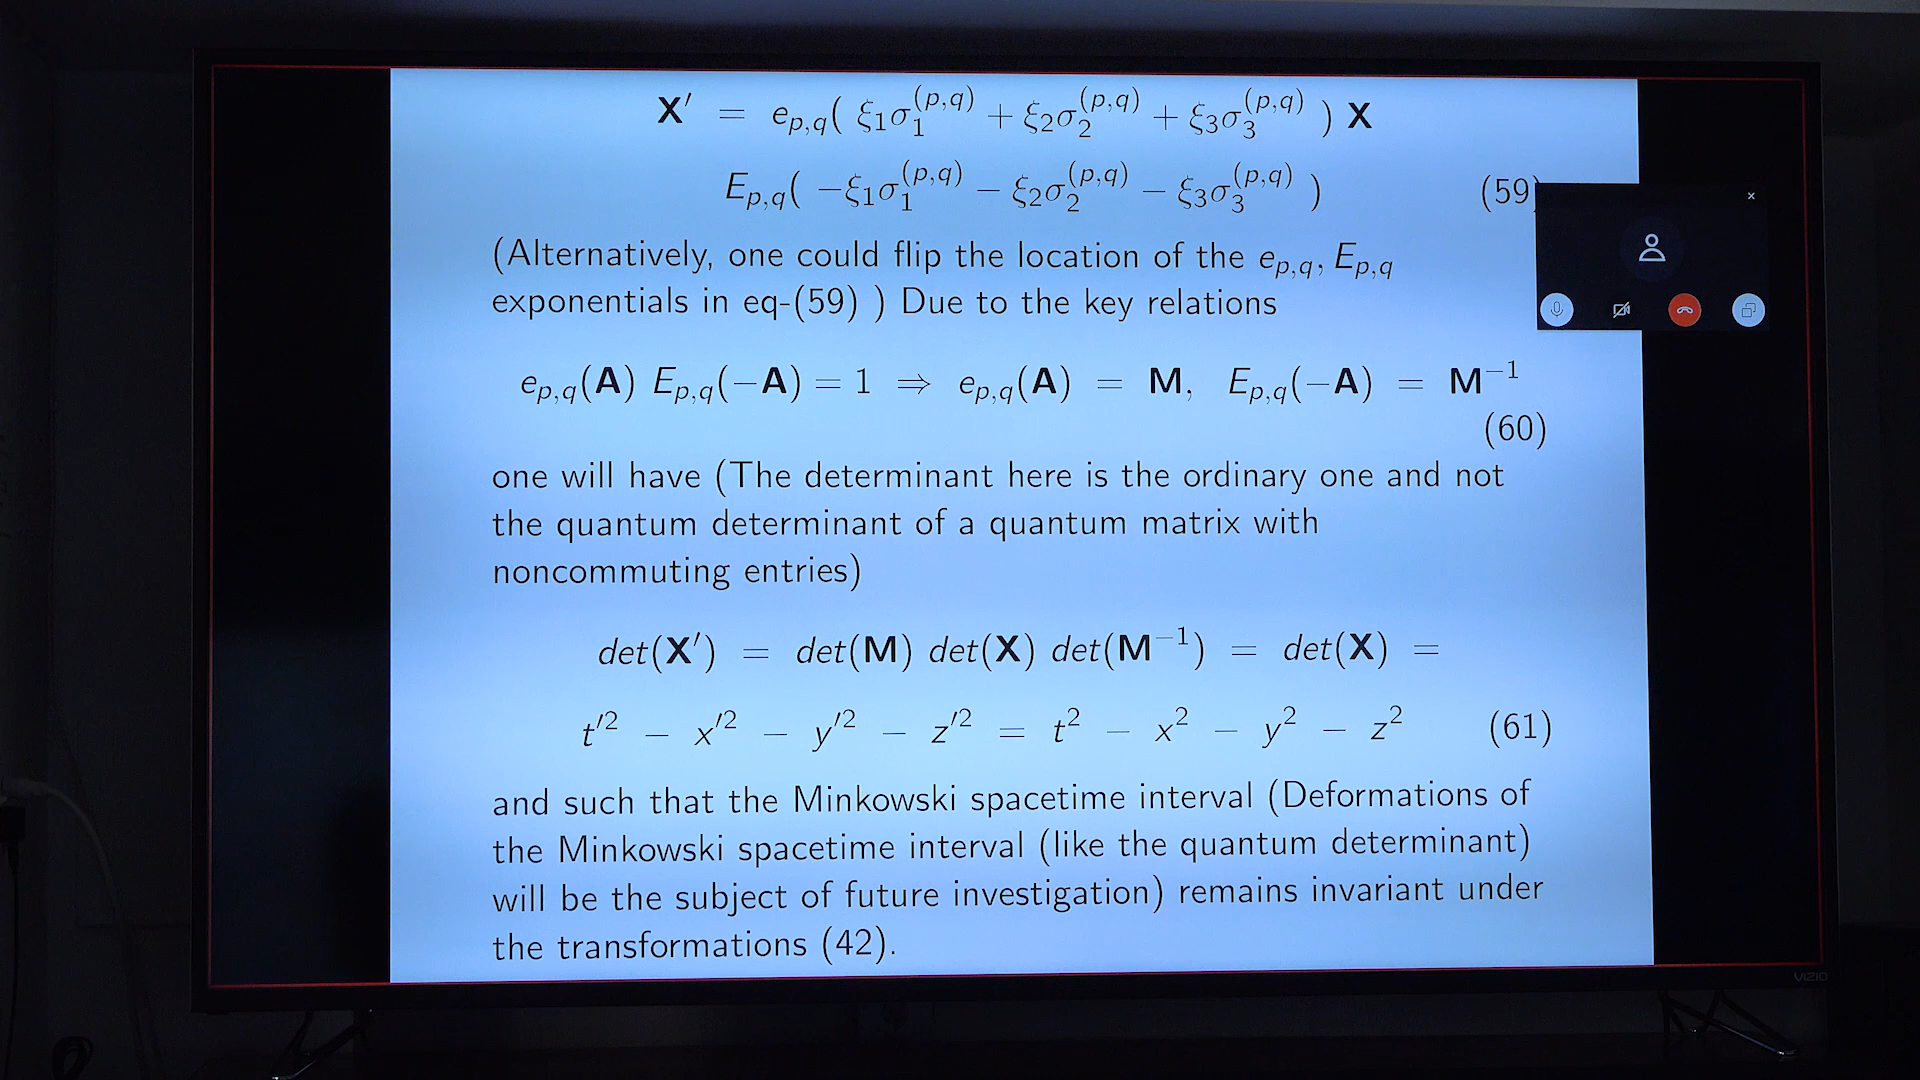 X′ = e_{p,q}( ξ₁σ₁^{(p,q)} + ξ₂σ₂^{(p,q)} + ξ₃σ₃^{(p,q)} ) X
E_{p,q}( −ξ₁σ₁^{(p,q)} − ξ₂σ₂^{(p,q)} − ξ₃σ₃^{(p,q)} ) (59)
(Alternatively, one could flip the location of the e_{p,q}, E_{p,q}
exponentials in eq-(59) ) Due to the key relations
e_{p,q}(A) E_{p,q}(−A) = 1 ⇒ e_{p,q}(A) = M, E_{p,q}(−A) = M⁻¹
(60)
one will have (The determinant here is the ordinary one and not
the quantum determinant of a quantum matrix with
noncommuting entries)
det(X′) = det(M) det(X) det(M⁻¹) = det(X) =
t′² − x′² − y′² − z′² = t² − x² − y² − z² (61)
and such that the Minkowski spacetime interval (Deformations of
the Minkowski spacetime interval (like the quantum determinant)
will be the subject of future investigation) remains invariant under
the transformations (42).
VIZIO